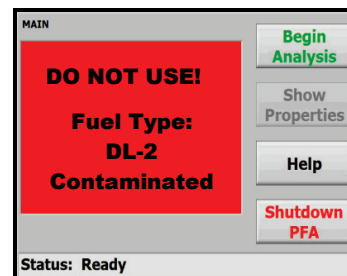 MAIN
DO NOT USE!
Fuel Type:
DL-2
Contaminated
Begin
Analysis
Show
Properties
Help
Shutdown
PFA
Status: Ready